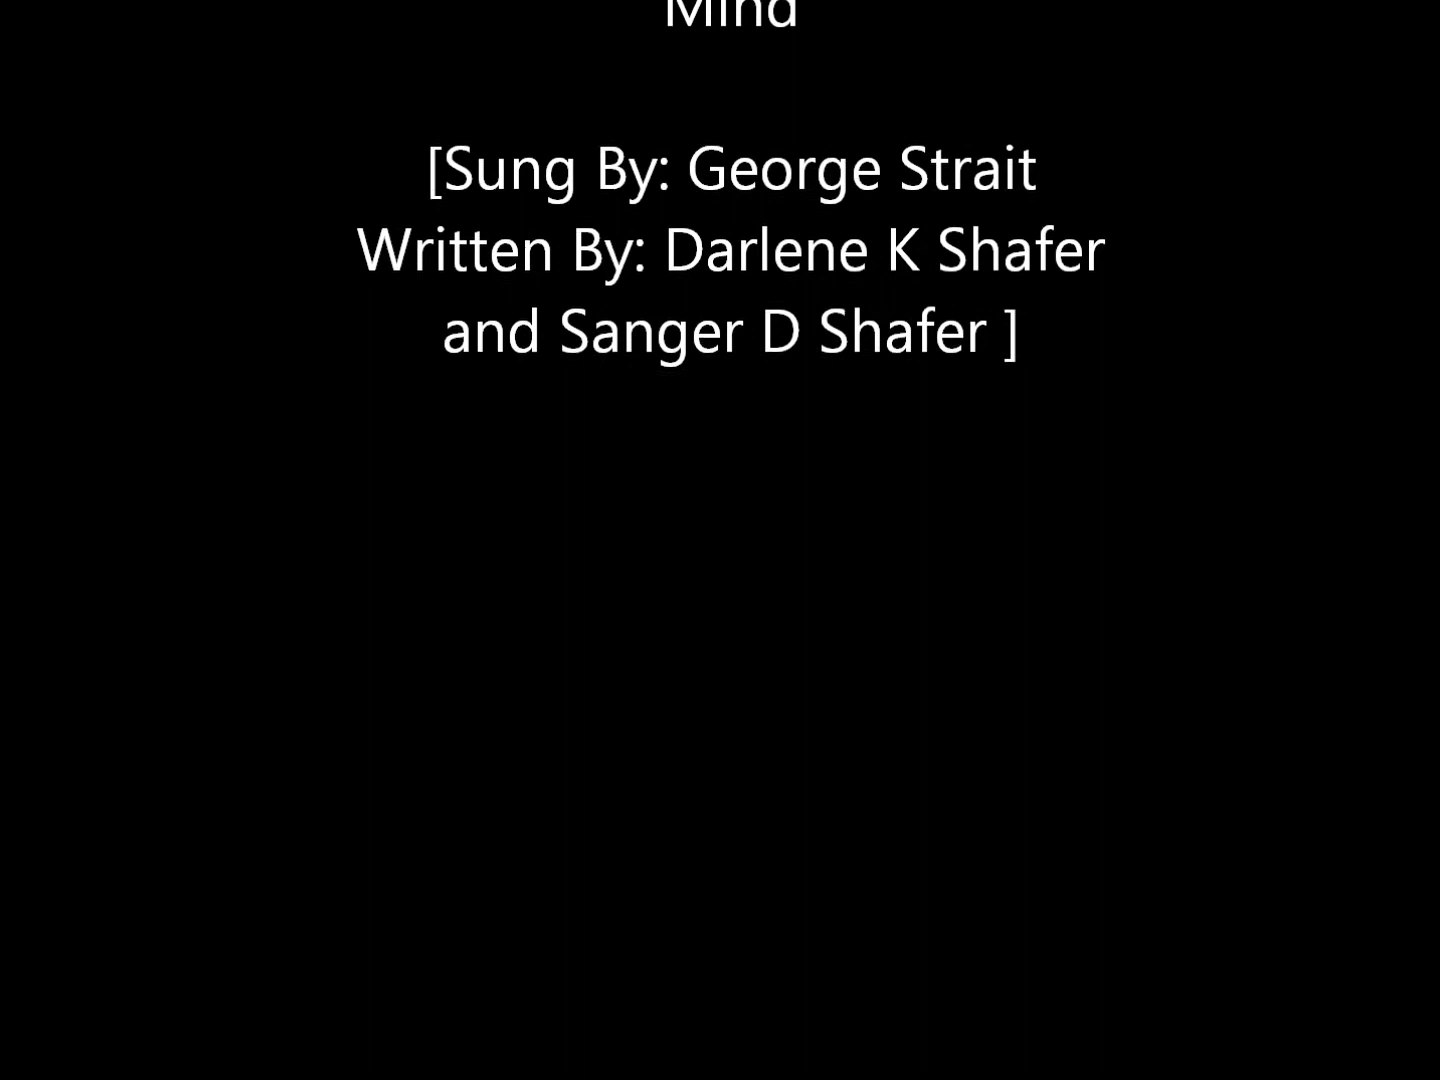 Mind
[Sung By: George Strait
Written By: Darlene K Shafer
and Sanger D Shafer ]